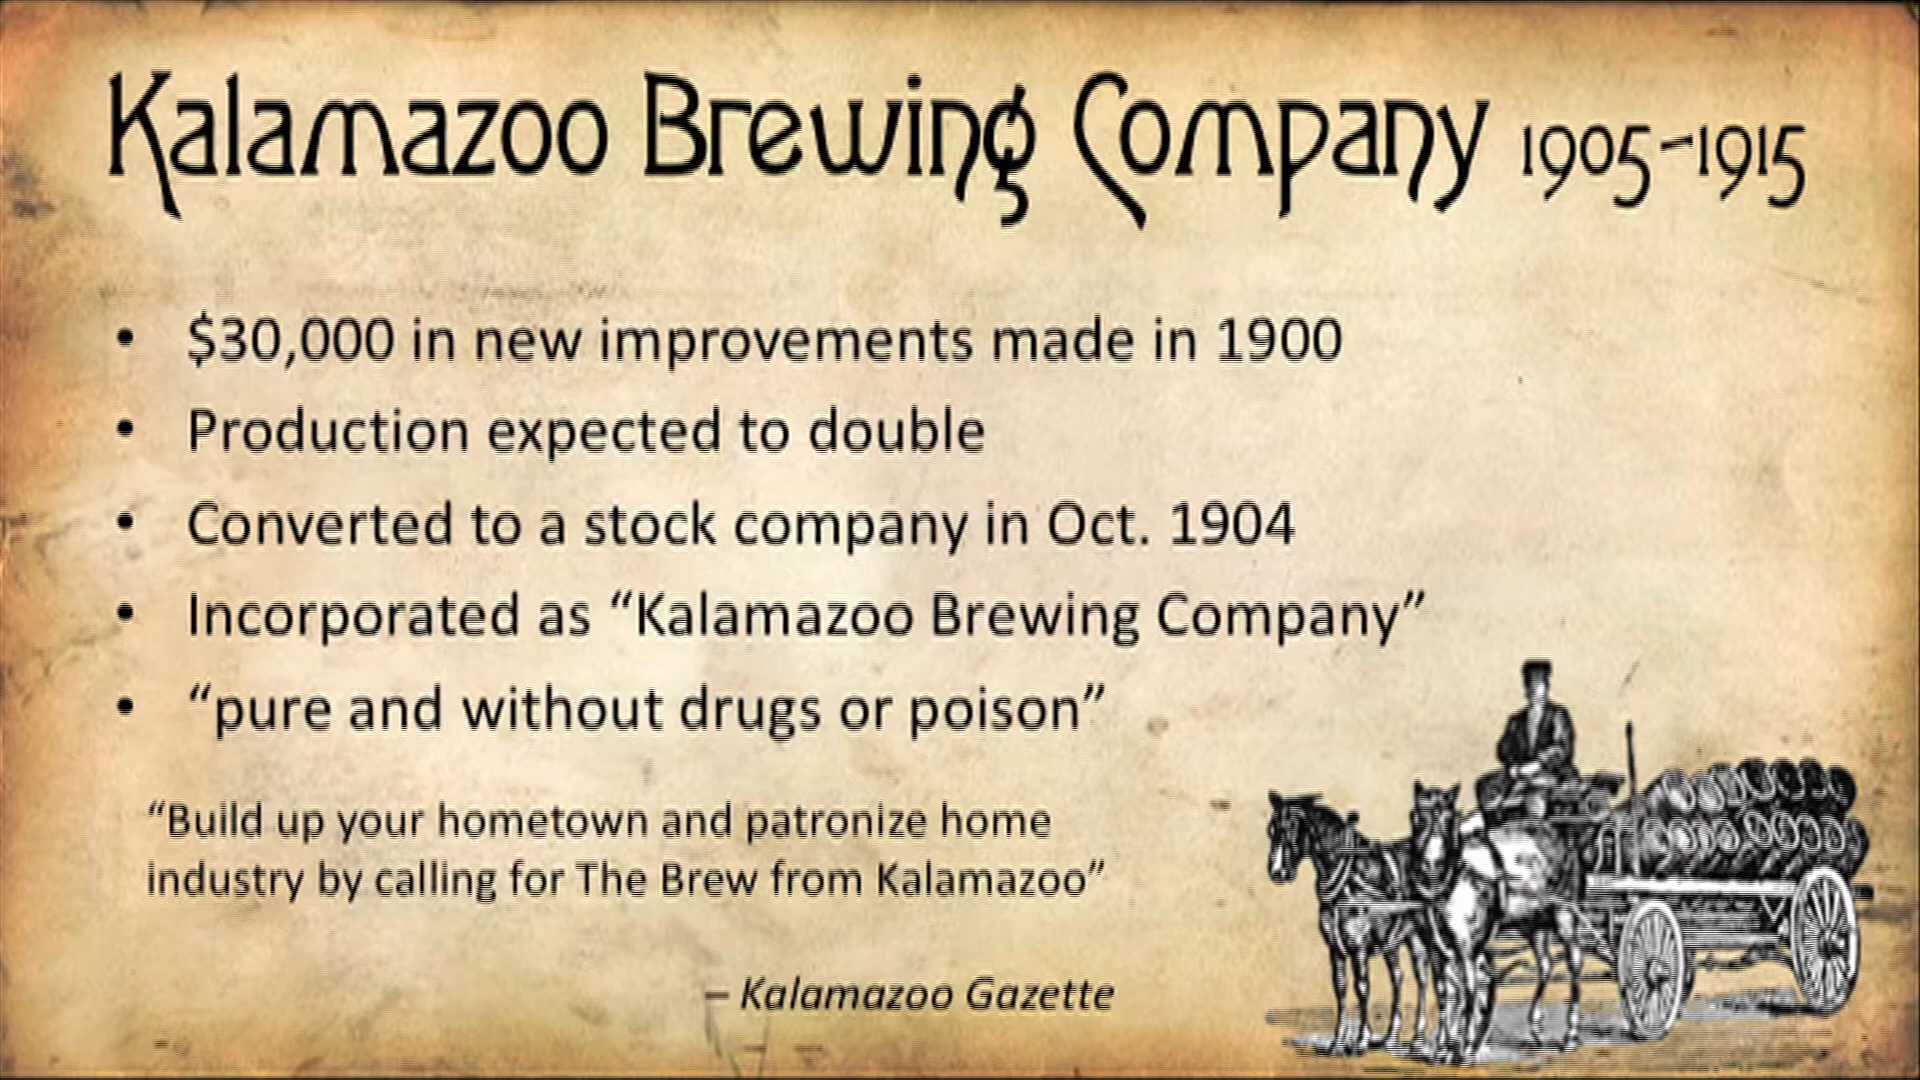 Kalamazoo Brewing Company 1905-1915
• $30,000 in new improvements made in 1900
• Production expected to double
• Converted to a stock company in Oct. 1904
• Incorporated as “Kalamazoo Brewing Company”
• “pure and without drugs or poison”
“Build up your hometown and patronize home
industry by calling for The Brew from Kalamazoo”
– Kalamazoo Gazette